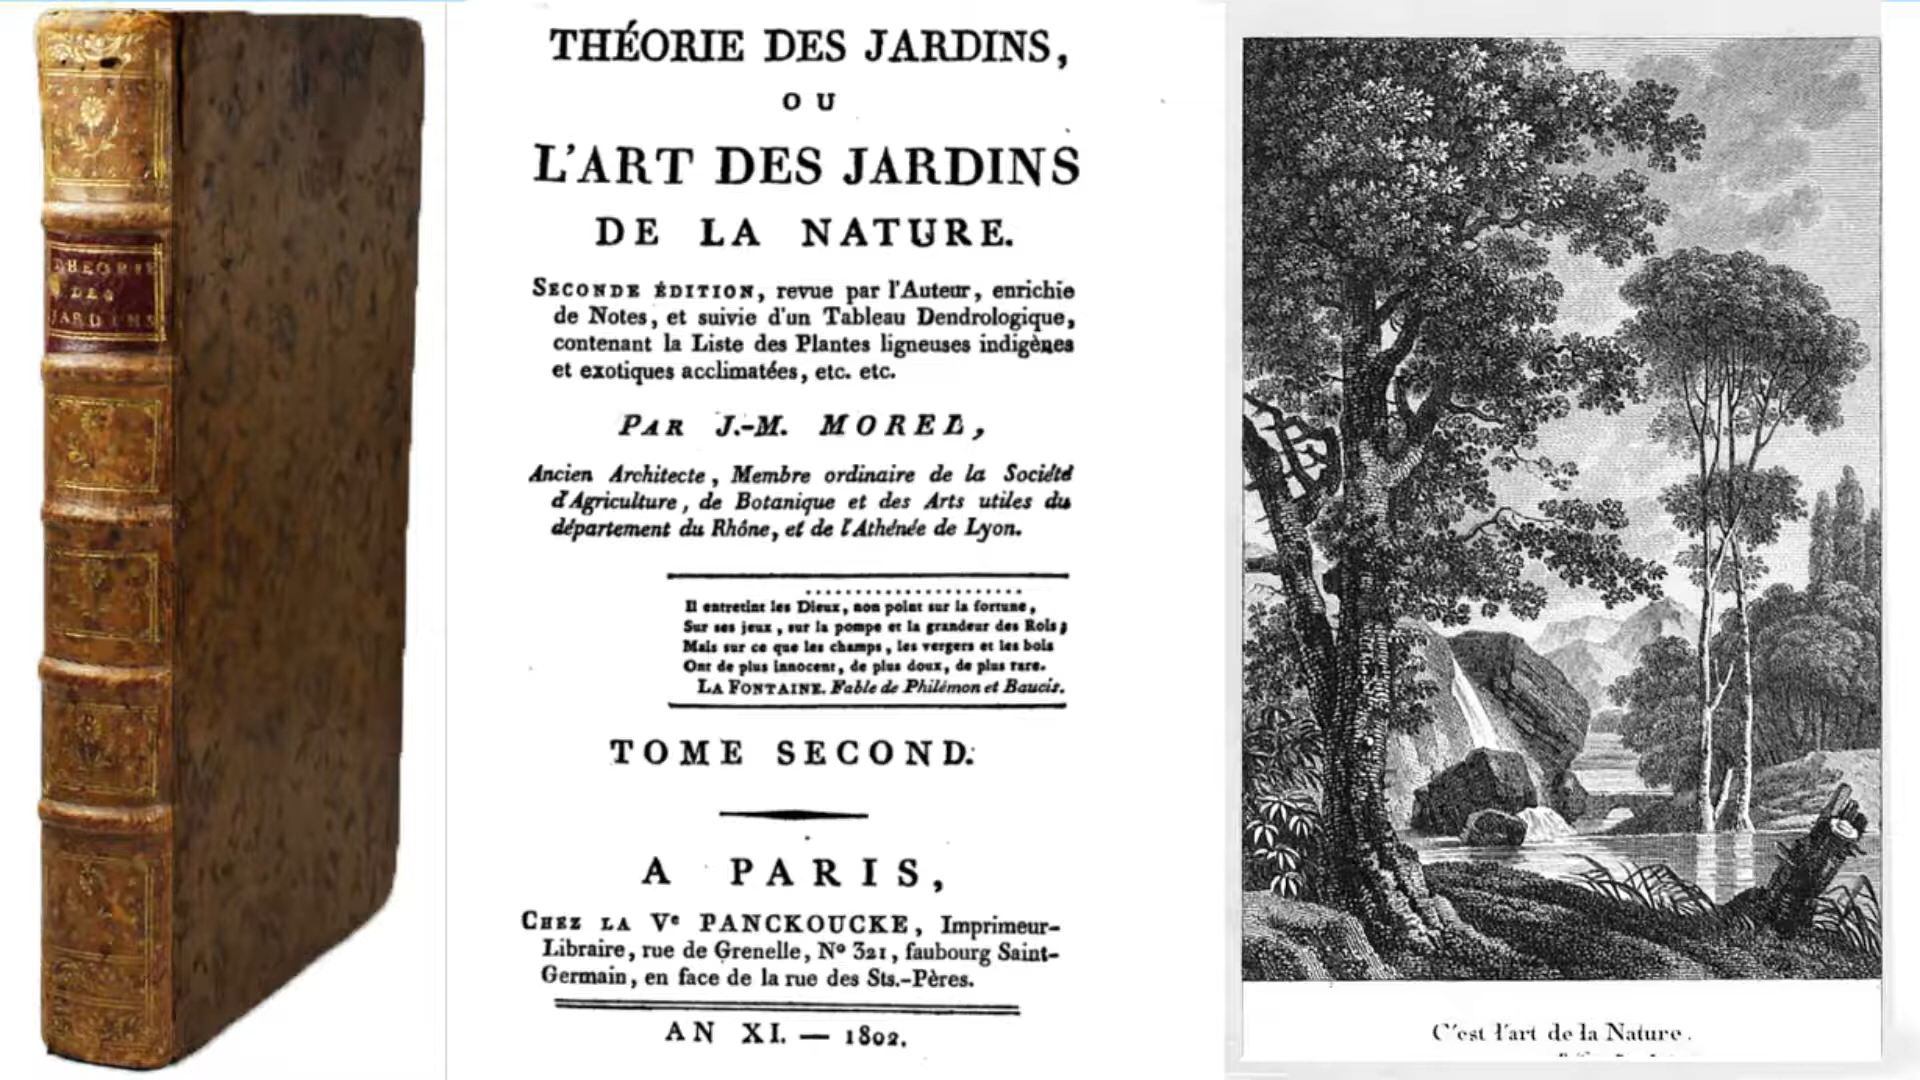 THEORIE
DES
JARDINS
THÉORIE DES JARDINS,
OU
L'ART DES JARDINS
DE LA NATURE.
SECONDE ÉDITION, revue par l'Auteur, enrichie
de Notes, et suivie d'un Tableau Dendrologique,
contenant la Liste des Plantes ligneuses indigènes
et exotiques acclimatées, etc. etc.
PAR J.-M. MOREL,
Ancien Architecte, Membre ordinaire de la Société
d'Agriculture, de Botanique et des Arts utiles du
département du Rhône, et de l'Athénée de Lyon.
Il entretint les Dieux, non point sur la fortune,
Sur ses jeux, sur la pompe et la grandeur des Rois;
Mais sur ce que les champs, les vergers et les bois
Ont de plus innocent, de plus doux, de plus rare.
LA FONTAINE. Fable de Philémon et Baucis.
TOME SECOND.
A PARIS,
CHEZ LA Ve PANCKOUCKE, Imprimeur-
Libraire, rue de Grenelle, Nº 321, faubourg Saint-
Germain, en face de la rue des Sts.-Pères.
AN XI. — 1802.
C'est l'art de la Nature.